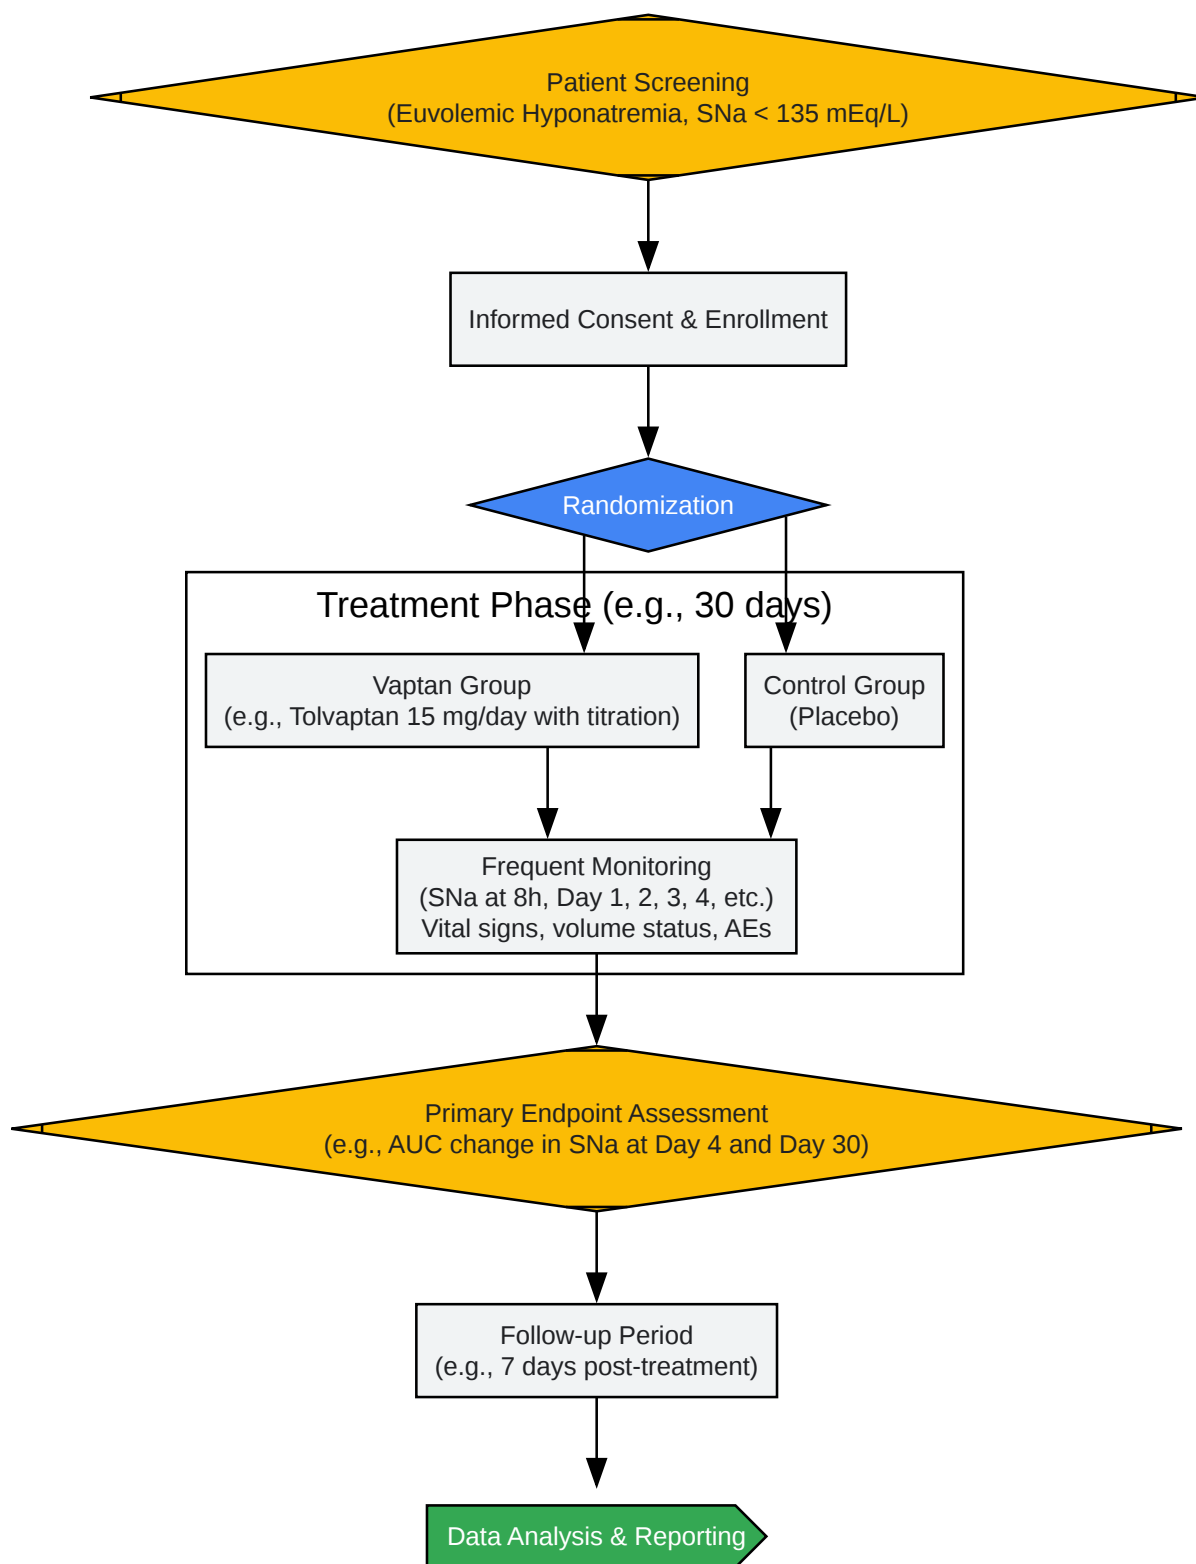 Patient Screening
(Euvolemic Hyponatremia, SNa < 135 mEq/L)
Informed Consent & Enrollment
Randomization
Treatment Phase (e.g., 30 days)
Vaptan Group
(e.g., Tolvaptan 15 mg/day with titration)
Control Group
(Placebo)
Frequent Monitoring
(SNa at 8h, Day 1, 2, 3, 4, etc.)
Vital signs, volume status, AEs
Primary Endpoint Assessment
(e.g., AUC change in SNa at Day 4 and Day 30)
Follow-up Period
(e.g., 7 days post-treatment)
Data Analysis & Reporting